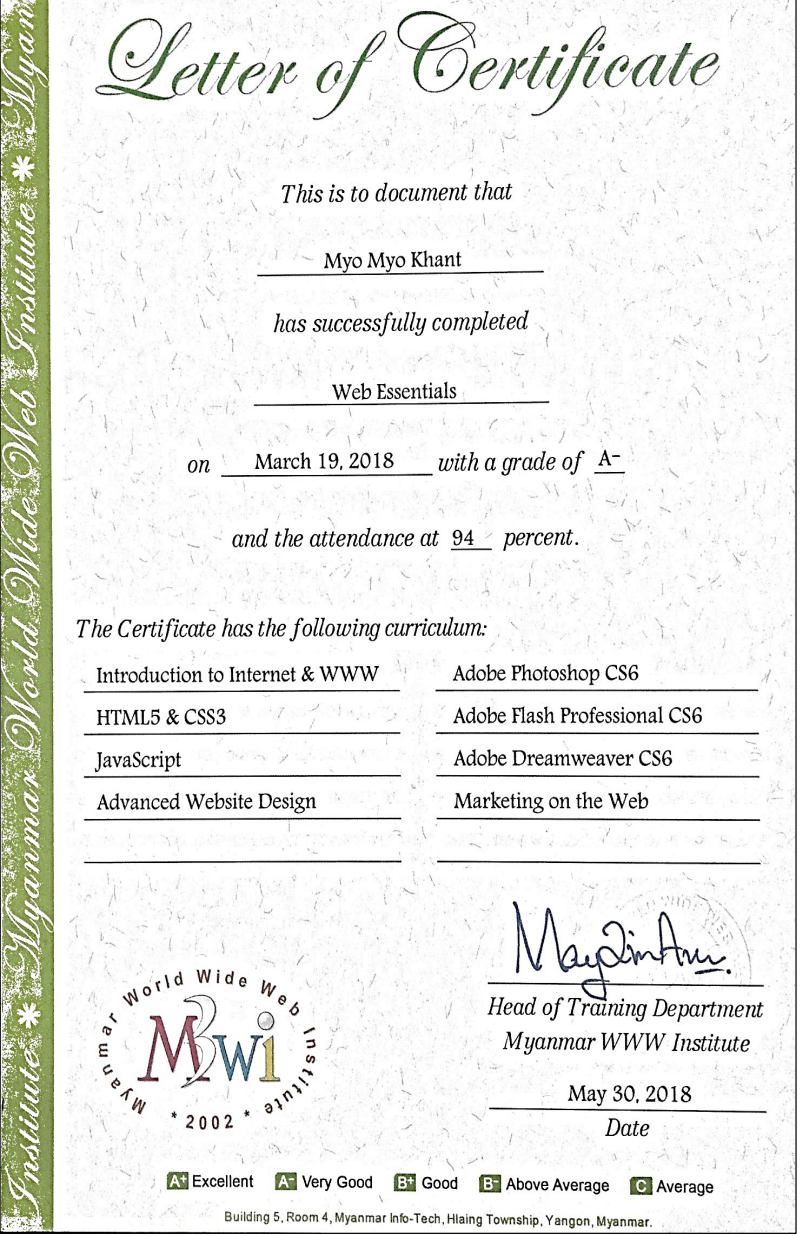 Letter of Certificate
This is to document that
Myo Myo Khant
has successfully completed
Web Essentials
on March 19, 2018 with a grade of A-
and the attendance at 94 percent.
The Certificate has the following curriculum:
Introduction to Internet & WWW
HTML5 & CSS3
JavaScript
Advanced Website Design
Adobe Photoshop CS6
Adobe Flash Professional CS6
Adobe Dreamweaver CS6
Marketing on the Web
Head of Training Department
Myanmar WWW Institute
May 30, 2018
Date
Myanmar World Wide Web Institute
M3wi
* 2002 *
A+ Excellent A- Very Good B+ Good B- Above Average C Average
Building 5, Room 4, Myanmar Info-Tech, Hlaing Township, Yangon, Myanmar.
Institute * Myanmar World Wide Web Institute * Myan